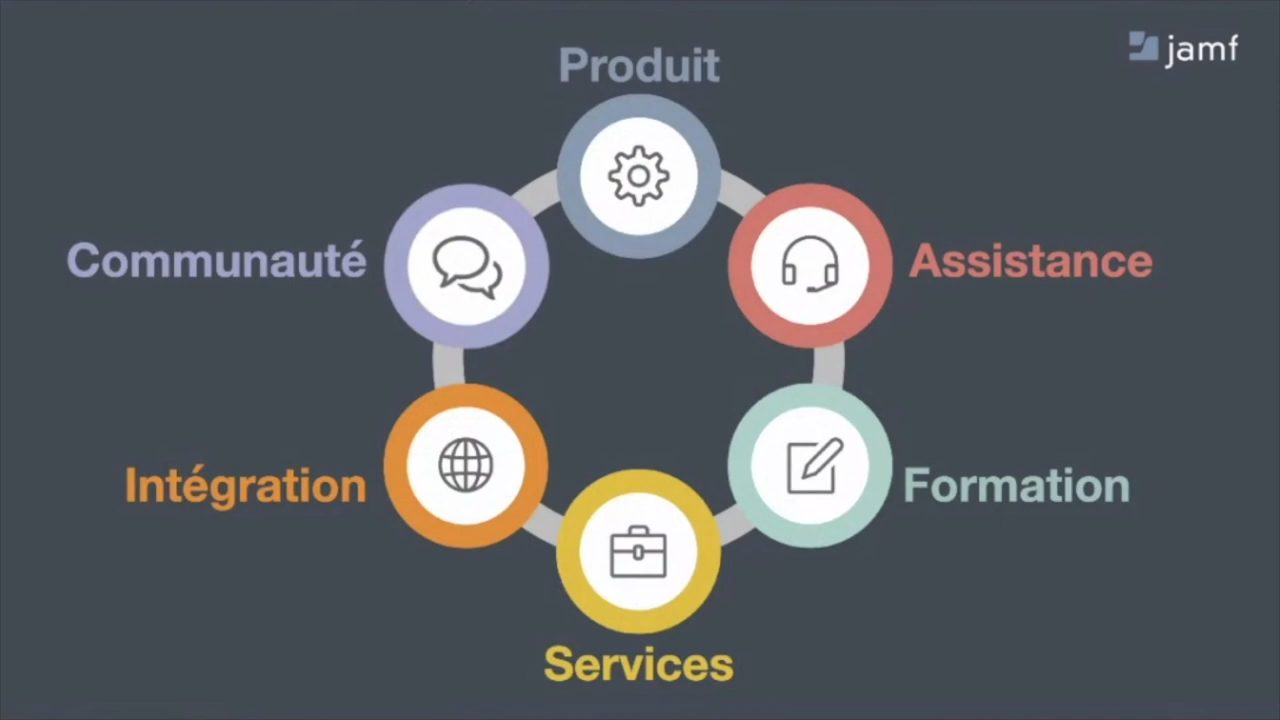 Produit
jamf
Communauté
Assistance
Intégration
Formation
Services